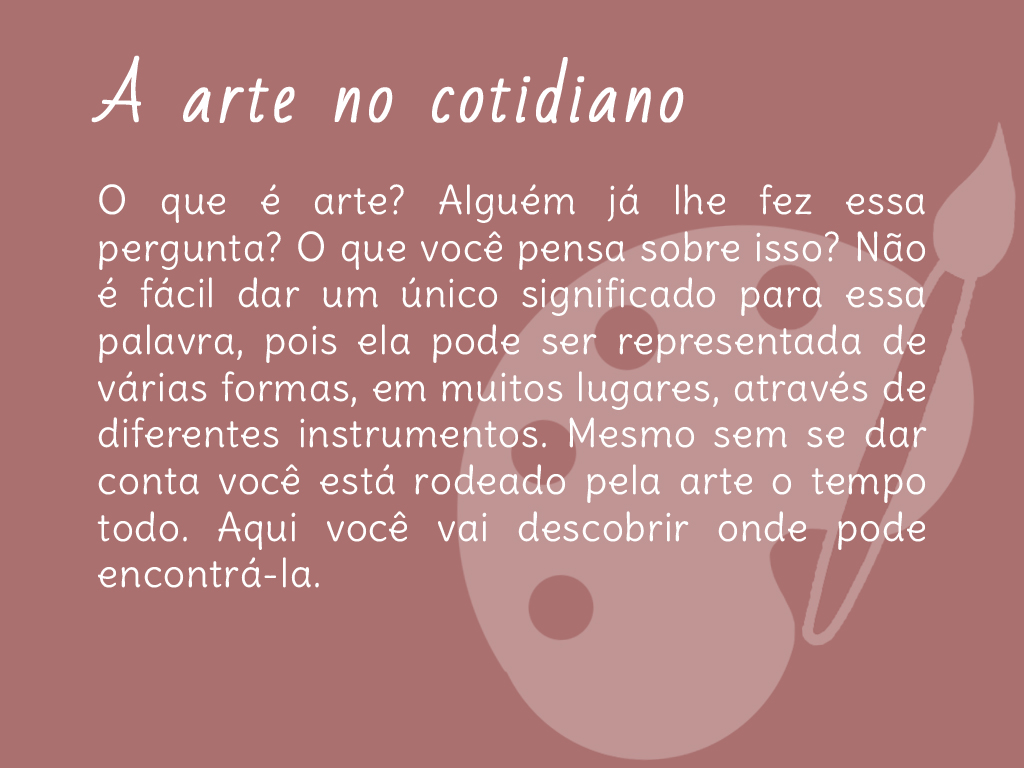 A arte no cotidiano
O que é arte? Alguém já lhe fez essa
pergunta? O que você pensa sobre isso? Não
é fácil dar um único significado para essa
palavra, pois ela pode ser representada de
várias formas, em muitos lugares, através de
diferentes instrumentos. Mesmo sem se dar
conta você está rodeado pela arte o tempo
todo. Aqui você vai descobrir onde pode
encontrá-la.